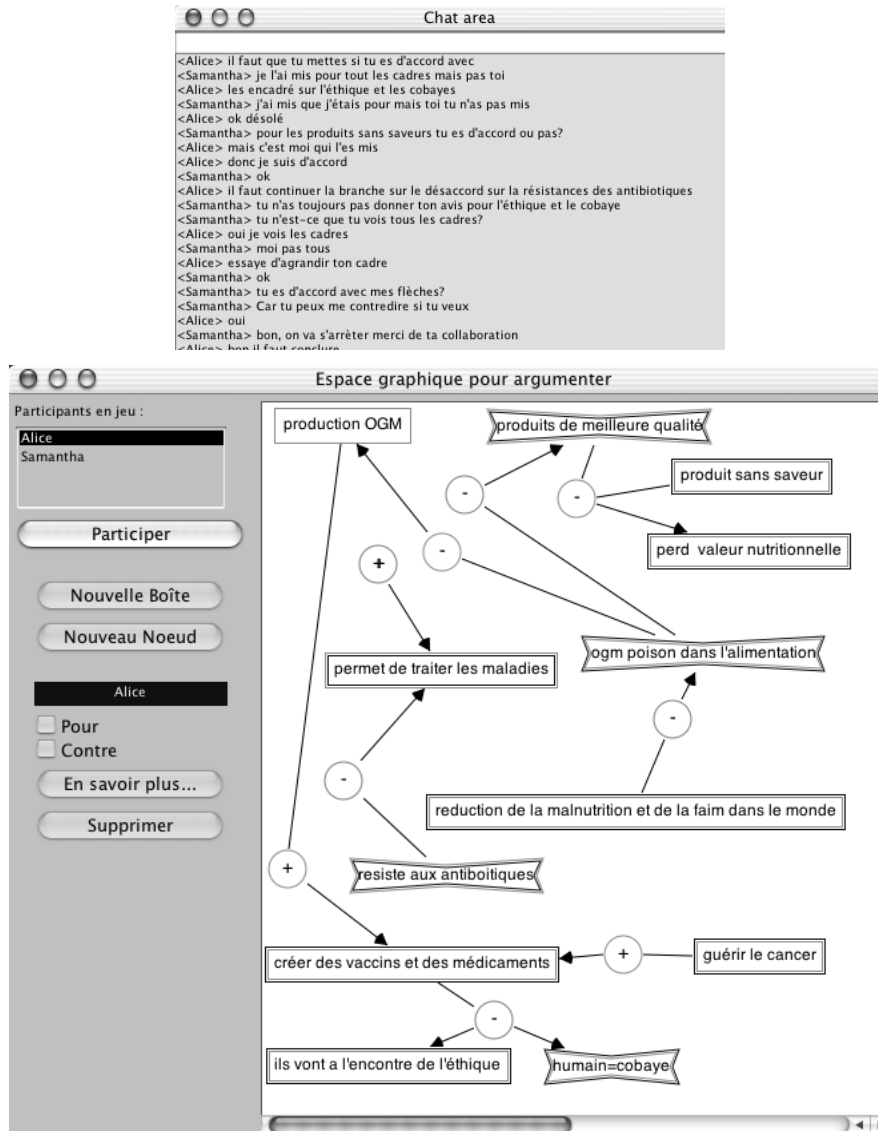 Chat area
<Alice> il faut que tu mettes si tu es d'accord avec
<Samantha> je l'ai mis pour tout les cadres mais pas toi
<Alice> les encadré sur l'éthique et les cobayes
<Samantha> j'ai mis que j'étais pour mais toi tu n'as pas mis
<Alice> ok désolé
<Samantha> pour les produits sans saveurs tu es d'accord ou pas?
<Alice> mais c'est moi qui l'es mis
<Alice> donc je suis d'accord
<Samantha> ok
<Alice> il faut continuer la branche sur le désaccord sur la résistances des antibiotiques
<Samantha> tu n'as toujours pas donner ton avis pour l'éthique et le cobaye
<Samantha> tu n'est-ce que tu vois tous les cadres?
<Alice> oui je vois les cadres
<Samantha> moi pas tous
<Alice> essaye d'agrandir ton cadre
<Samantha> ok
<Samantha> tu es d'accord avec mes flèches?
<Samantha> Car tu peux me contredire si tu veux
<Alice> oui
<Samantha> bon, on va s'arrèter merci de ta collaboration
<Alice> bon il faut conclure
Espace graphique pour argumenter
Participants en jeu :
Alice
Samantha
Participer
Nouvelle Boîte
Nouveau Noeud
Alice
Pour
Contre
En savoir plus...
Supprimer
production OGM
produits de meilleure qualité
produit sans saveur
-
-
perd valeur nutritionnelle
-
+
ogm poison dans l'alimentation
permet de traiter les maladies
-
-
reduction de la malnutrition et de la faim dans le monde
+
resiste aux antiboitiques
créer des vaccins et des médicaments
+
guérir le cancer
-
ils vont a l'encontre de l'éthique
humain=cobaye